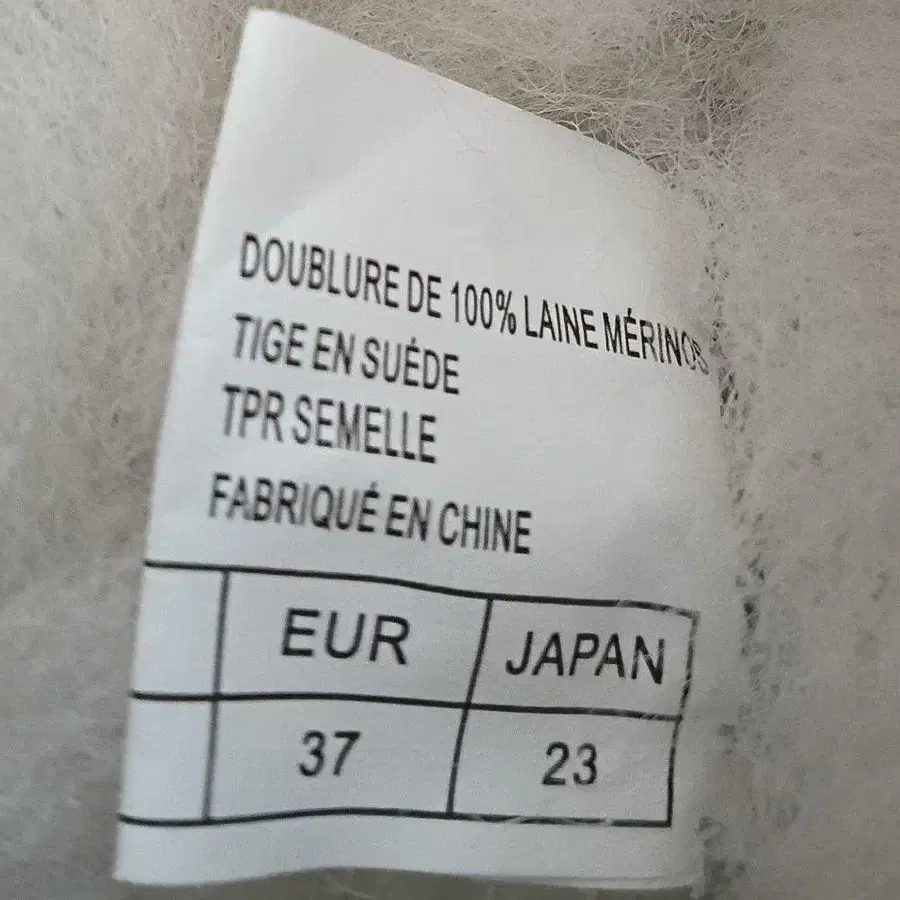 DOUBLURE DE 100% LAINE MÉRINOS
TIGE EN SUÉDE
TPR SEMELLE
FABRIQUÉ EN CHINE
EUR JAPAN
37 23